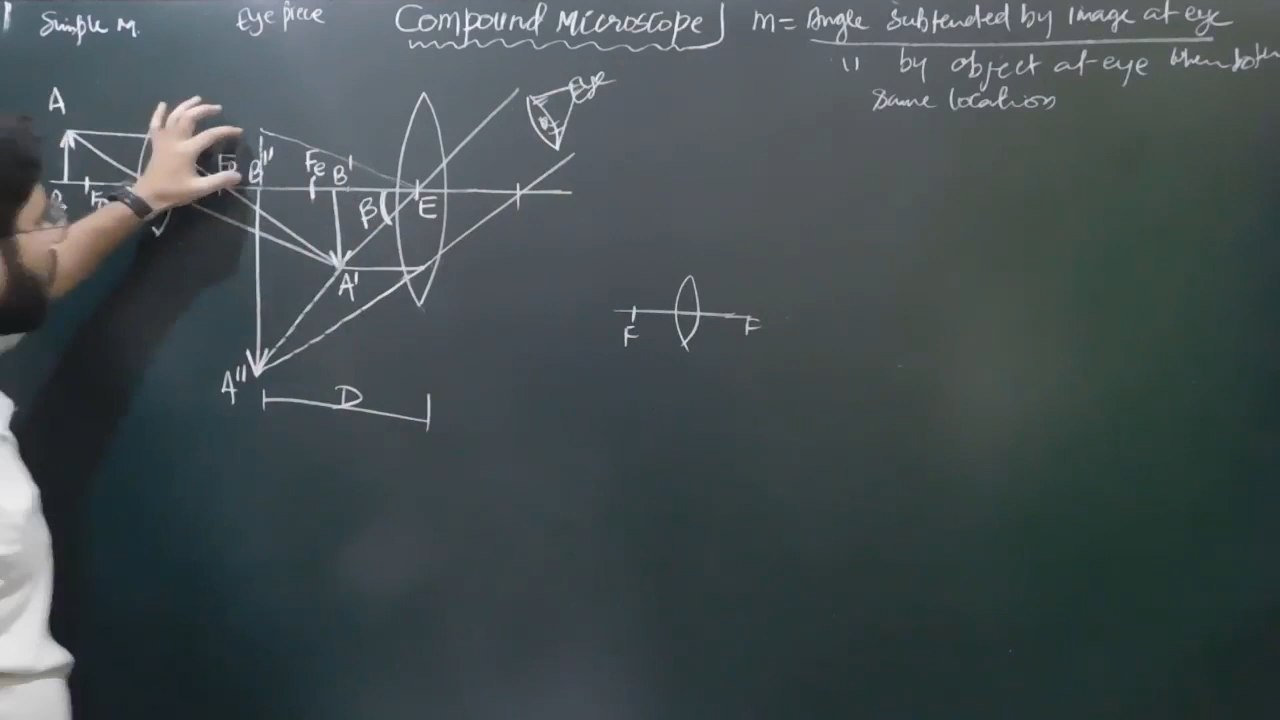 Simple M.
Eye piece
Compound Microscope
m = Angle subtended by Image at eye
" by object at eye when both
same location
Eye
A
Fo
B"
Fe
B'
β
E
A'
A"
D
F
F